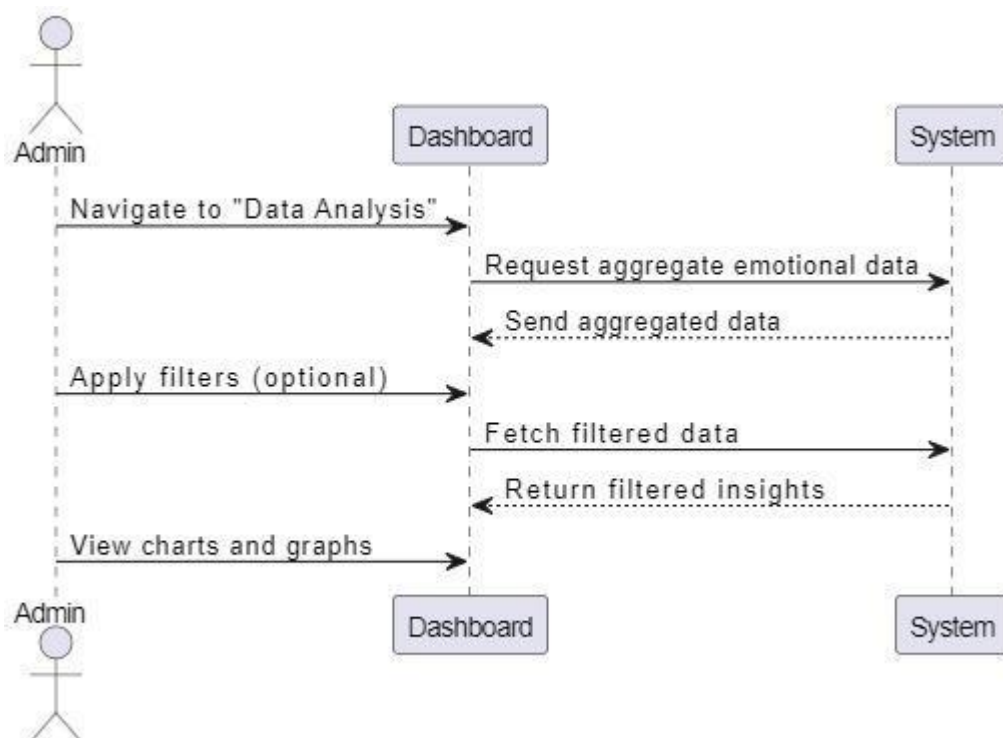 Admin
Dashboard
System
Navigate to "Data Analysis"
Request aggregate emotional data
Send aggregated data
Apply filters (optional)
Fetch filtered data
Return filtered insights
View charts and graphs
Admin
Dashboard
System